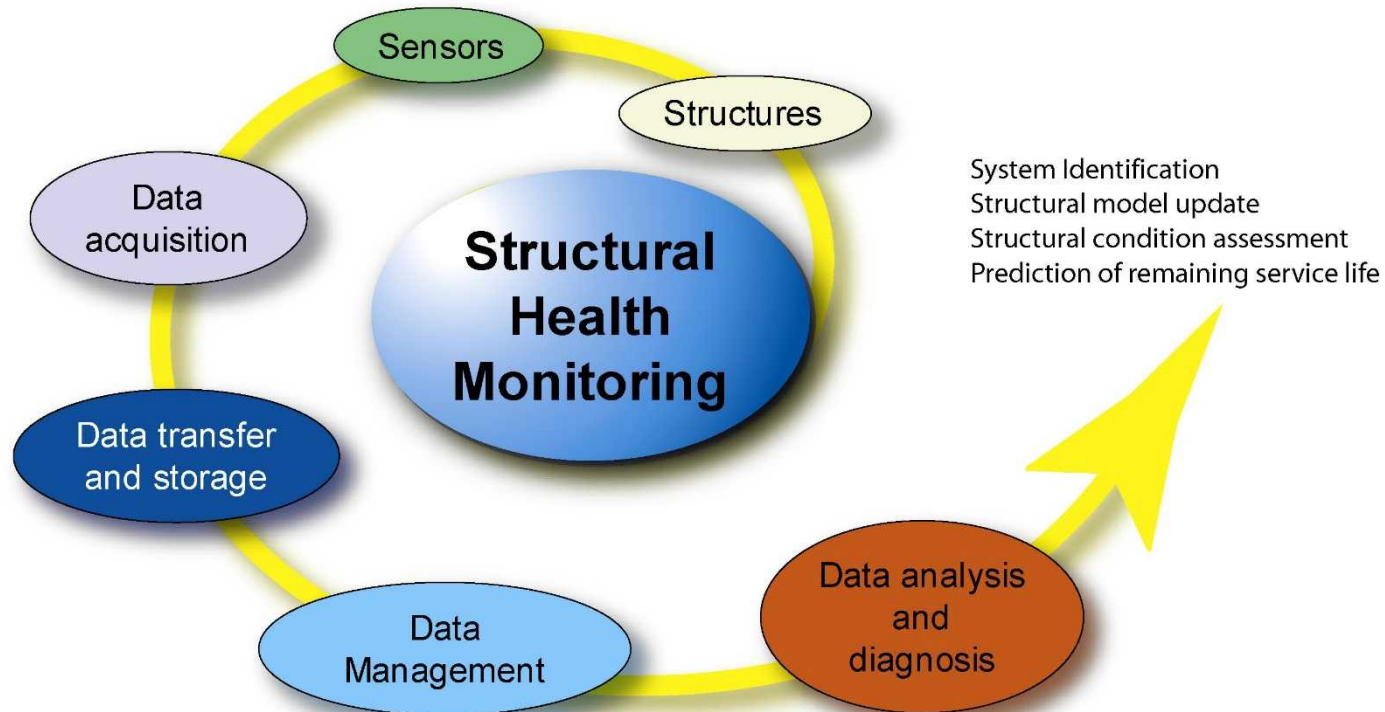 Sensors
Structures
Data
acquisition
Structural
Health
Monitoring
System Identification
Structural model update
Structural condition assessment
Prediction of remaining service life
Data transfer
and storage
Data
Management
Data analysis
and
diagnosis